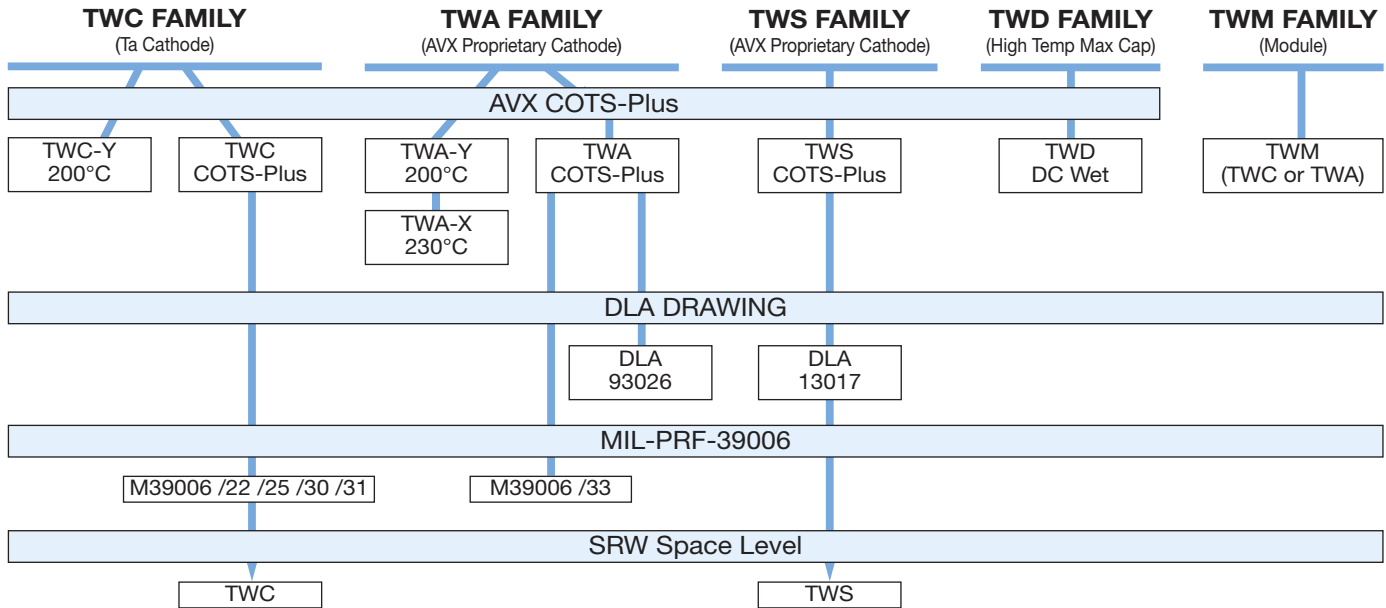 TWC FAMILY
(Ta Cathode)
TWA FAMILY
(AVX Proprietary Cathode)
TWS FAMILY
(AVX Proprietary Cathode)
TWD FAMILY
(High Temp Max Cap)
TWM FAMILY
(Module)
AVX COTS-Plus
TWC-Y
200°C
TWC
COTS-Plus
TWA-Y
200°C
TWA
COTS-Plus
TWS
COTS-Plus
TWD
DC Wet
TWM
(TWC or TWA)
TWA-X
230°C
DLA DRAWING
DLA
93026
DLA
13017
MIL-PRF-39006
M39006 /22 /25 /30 /31
M39006 /33
SRW Space Level
TWC
TWS